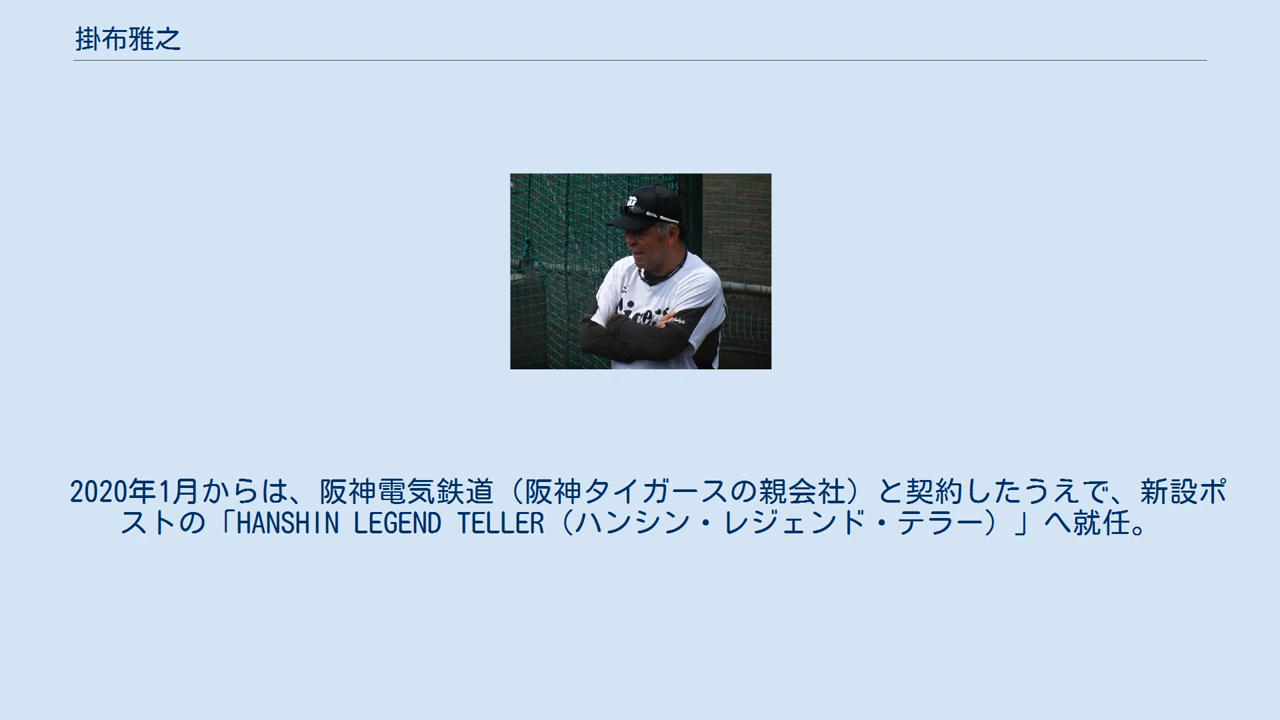 掛布雅之
2020年1月からは、阪神電気鉄道（阪神タイガースの親会社）と契約したうえで、新設ポ
ストの「HANSHIN LEGEND TELLER（ハンシン・レジェンド・テラー）」へ就任。